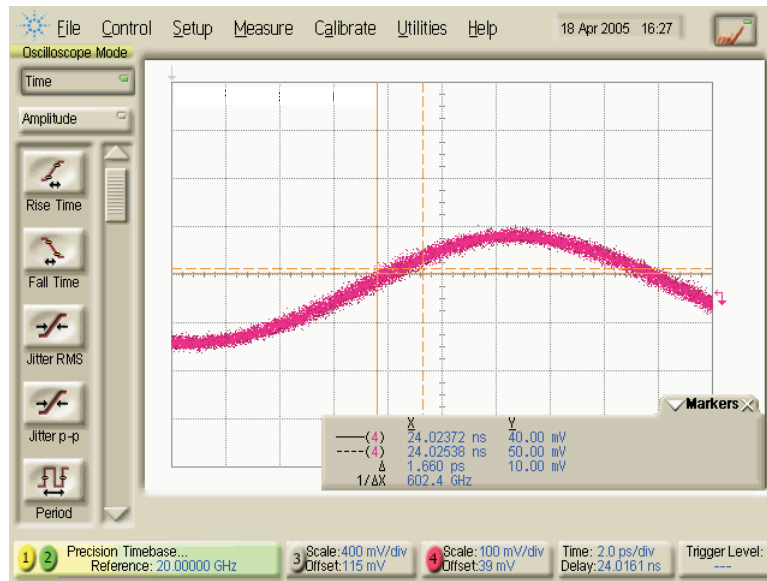 File Control Setup Measure Calibrate Utilities Help 18 Apr 2005 16:27
Oscilloscope Mode
Time
Amplitude
Rise Time
Fall Time
Jitter RMS
Jitter p-p
Period
Markers
X Y
——(4) 24.02372 ns 40.00 mV
----(4) 24.02538 ns 50.00 mV
Δ 1.660 ps 10.00 mV
1/ΔX 602.4 GHz
1 2 Precision Timebase...
Reference: 20.00000 GHz
3 Scale:400 mV/div
Offset:115 mV
4 Scale:100 mV/div
Offset:39 mV
Time: 2.0 ps/div
Delay:24.0161 ns
Trigger Level:
---